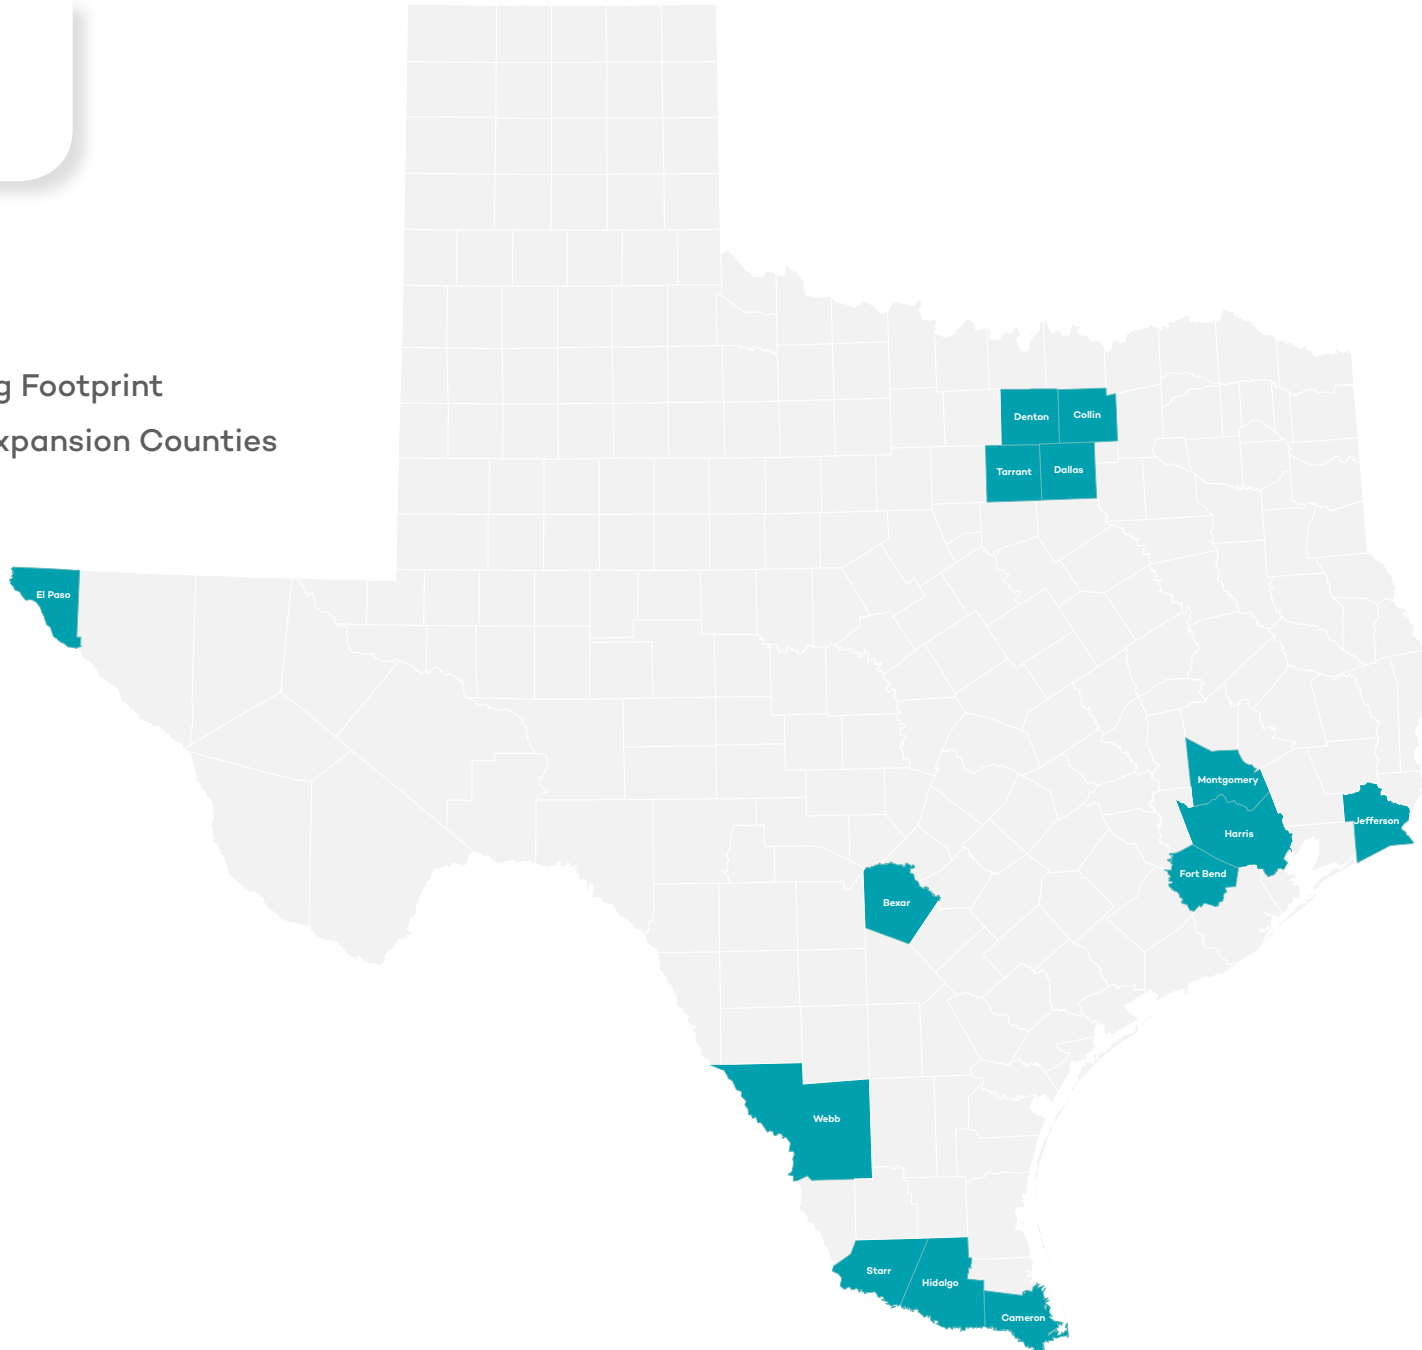 g Footprint
xpansion Counties
Denton
Collin
Tarrant
Dallas
El Paso
Montgomery
Harris
Jefferson
Fort Bend
Bexar
Webb
Starr
Hidalgo
Cameron